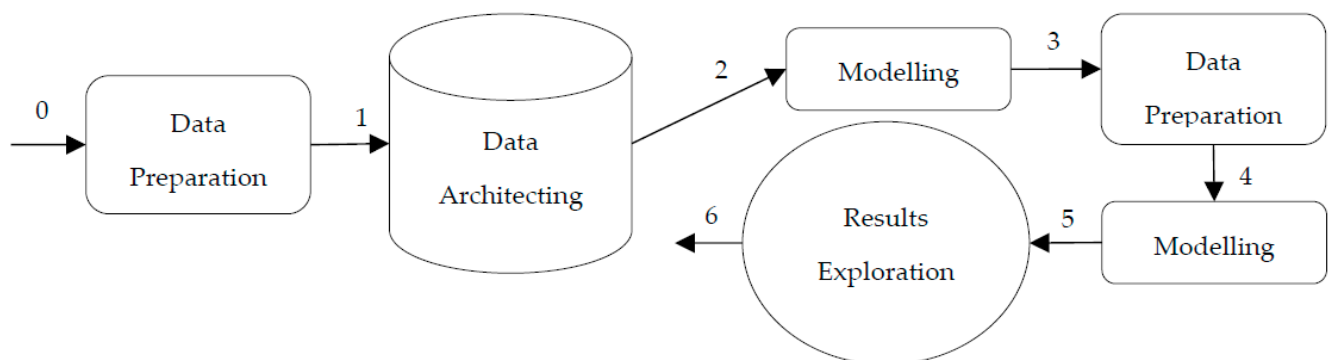 0
Data
Preparation
1
Data
Architecting
2
Modelling
3
Data
Preparation
4
Modelling
5
Results
Exploration
6